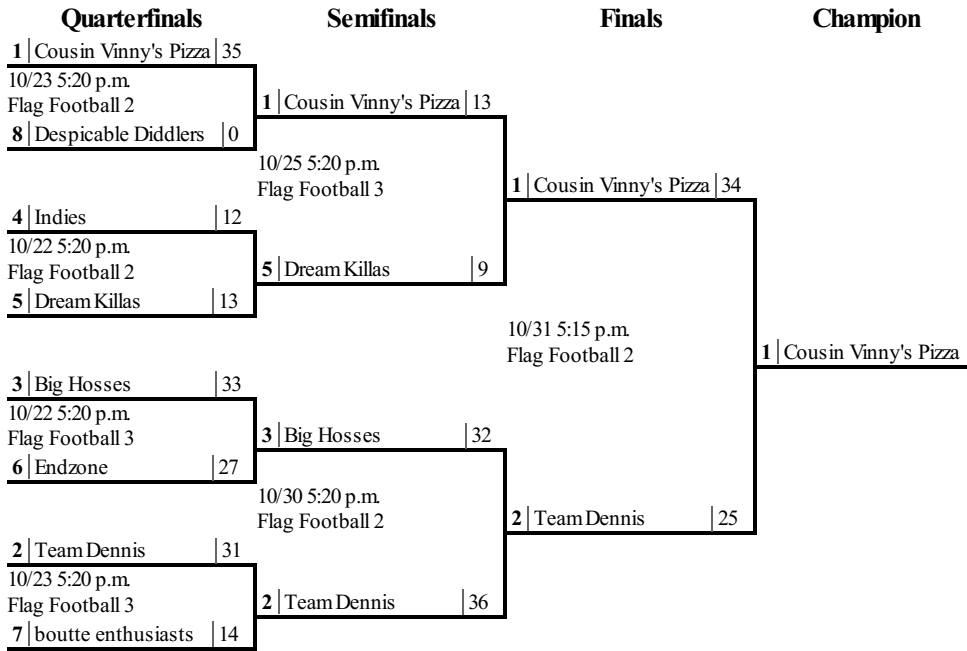 Quarterfinals Semifinals Finals Champion
1 Cousin Vinny's Pizza 35
10/23 5:20 p.m.
Flag Football 2
8 Despicable Diddlers 0
4 Indies 12
10/22 5:20 p.m.
Flag Football 2
5 Dream Killas 13
3 Big Hosses 33
10/22 5:20 p.m.
Flag Football 3
6 Endzone 27
2 Team Dennis 31
10/23 5:20 p.m.
Flag Football 3
7 boutte enthusiasts 14
1 Cousin Vinny's Pizza 13
10/25 5:20 p.m.
Flag Football 3
5 Dream Killas 9
3 Big Hosses 32
10/30 5:20 p.m.
Flag Football 2
2 Team Dennis 36
1 Cousin Vinny's Pizza 34
10/31 5:15 p.m.
Flag Football 2
2 Team Dennis 25
1 Cousin Vinny's Pizza